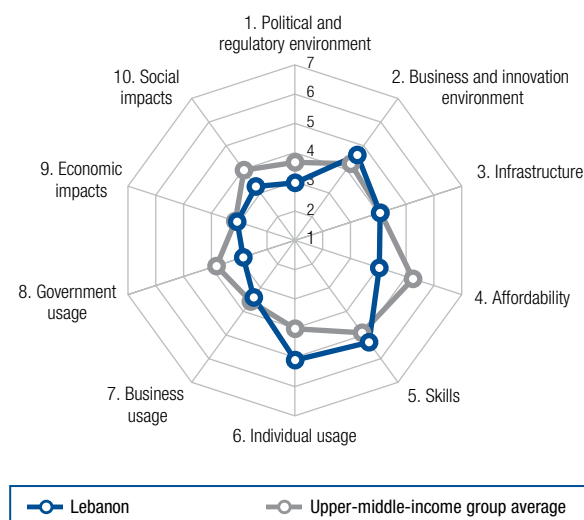 1. Political and
regulatory environment
7
10. Social
impacts
6
2. Business and innovation
environment
5
4
9. Economic
impacts
3
3. Infrastructure
2
1
8. Government
usage
4. Affordability
7. Business
usage
5. Skills
6. Individual usage
Lebanon
Upper-middle-income group average